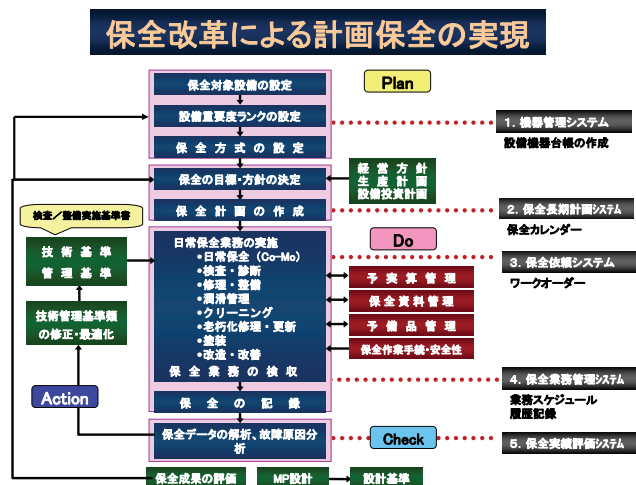 保全改革による計画保全の実現
保全対象設備の設定
Plan
設備重要度ランクの設定
1. 機器管理システム
設備機器台帳の作成
保全方式の設定
保全の目標・方針の決定
経営方針
生産計画
設備投資計画
保全計画の作成
2. 保全長期計画システム
保全カレンダー
検査／整備実施基準書
技術基準
管理基準
日常保全業務の実施
•日常保全（Co-Mo）
•検査・診断
•修理・整備
•潤滑管理
•クリーニング
•老朽化修理・更新
•塗装
•改造・改善
保全業務の検収
Do
3. 保全依頼システム
ワークオーダー
予実算管理
保全資料管理
予備品管理
保全作業手続・安全性
技術管理基準類
の修正・最適化
Action
保全の記録
4. 保全業務管理システム
業務スケジュール
履歴記録
保全データの解析、故障原因分
析
Check
5. 保全実績評価システム
保全成果の評価
MP設計
設計基準